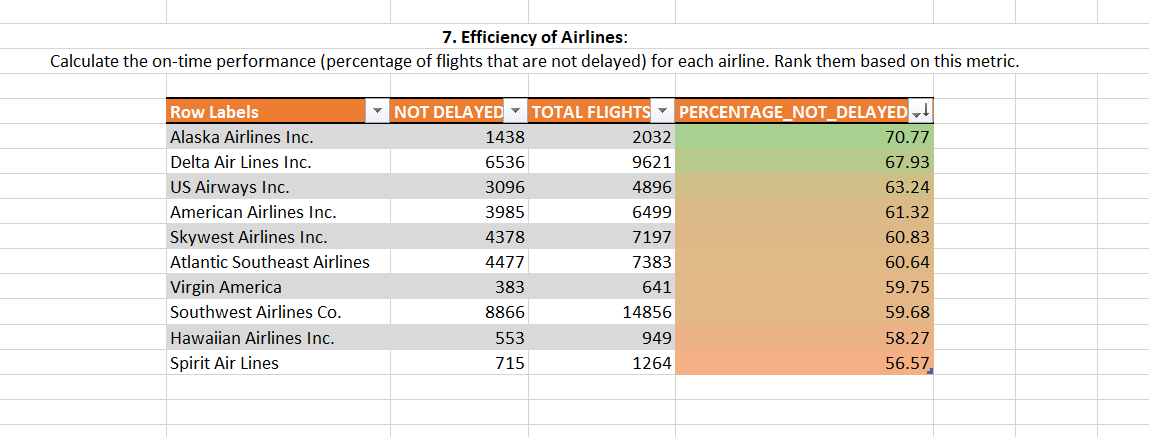 7. Efficiency of Airlines:
Calculate the on-time performance (percentage of flights that are not delayed) for each airline. Rank them based on this metric.
Row Labels NOT DELAYED TOTAL FLIGHTS PERCENTAGE_NOT_DELAYED
Alaska Airlines Inc. 1438 2032 70.77
Delta Air Lines Inc. 6536 9621 67.93
US Airways Inc. 3096 4896 63.24
American Airlines Inc. 3985 6499 61.32
Skywest Airlines Inc. 4378 7197 60.83
Atlantic Southeast Airlines 4477 7383 60.64
Virgin America 383 641 59.75
Southwest Airlines Co. 8866 14856 59.68
Hawaiian Airlines Inc. 553 949 58.27
Spirit Air Lines 715 1264 56.57